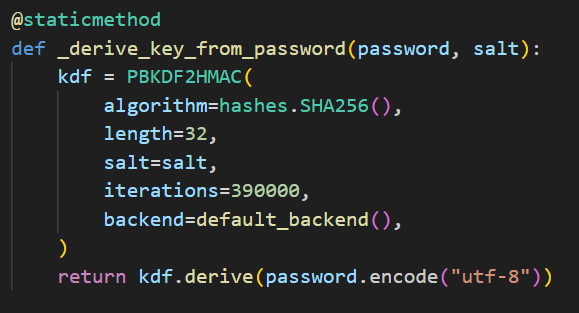 @staticmethod
def _derive_key_from_password(password, salt):
    kdf = PBKDF2HMAC(
        algorithm=hashes.SHA256(),
        length=32,
        salt=salt,
        iterations=390000,
        backend=default_backend(),
    )
    return kdf.derive(password.encode("utf-8"))